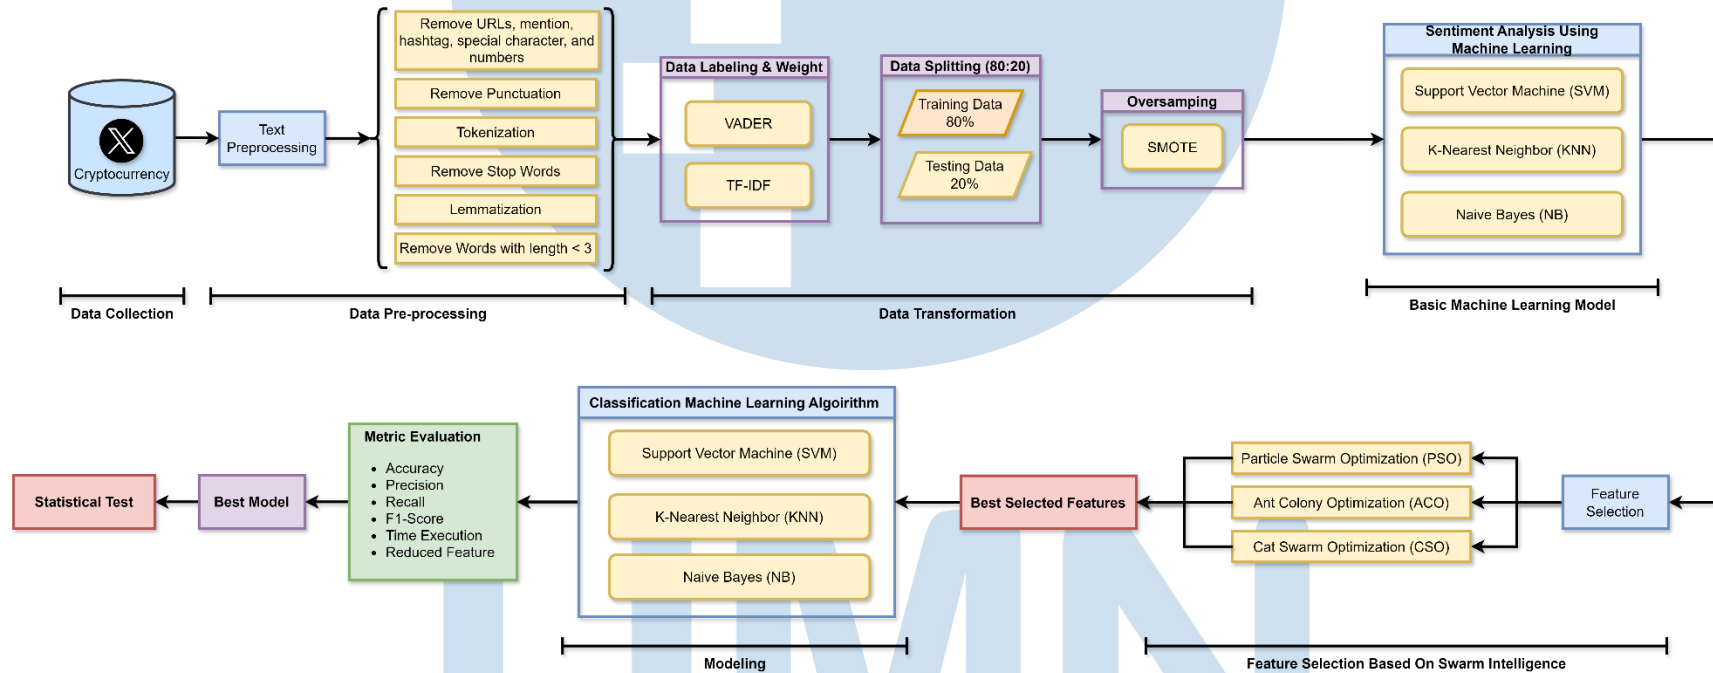 Remove URLs, mention,
hashtag, special character, and
numbers
Remove Punctuation
Tokenization
Remove Stop Words
Lemmatization
Remove Words with length < 3
Cryptocurrency
Text
Preprocessing
Data Labeling & Weight
VADER
TF-IDF
Data Splitting (80:20)
Training Data
80%
Testing Data
20%
Oversamping
SMOTE
Sentiment Analysis Using
Machine Learning
Support Vector Machine (SVM)
K-Nearest Neighbor (KNN)
Naive Bayes (NB)
Data Collection
Data Pre-processing
Data Transformation
Basic Machine Learning Model
Statistical Test
Best Model
Metric Evaluation
• Accuracy
• Precision
• Recall
• F1-Score
• Time Execution
• Reduced Feature
Classification Machine Learning Algoirithm
Support Vector Machine (SVM)
K-Nearest Neighbor (KNN)
Naive Bayes (NB)
Best Selected Features
Particle Swarm Optimization (PSO)
Ant Colony Optimization (ACO)
Cat Swarm Optimization (CSO)
Feature
Selection
Modeling
Feature Selection Based On Swarm Intelligence